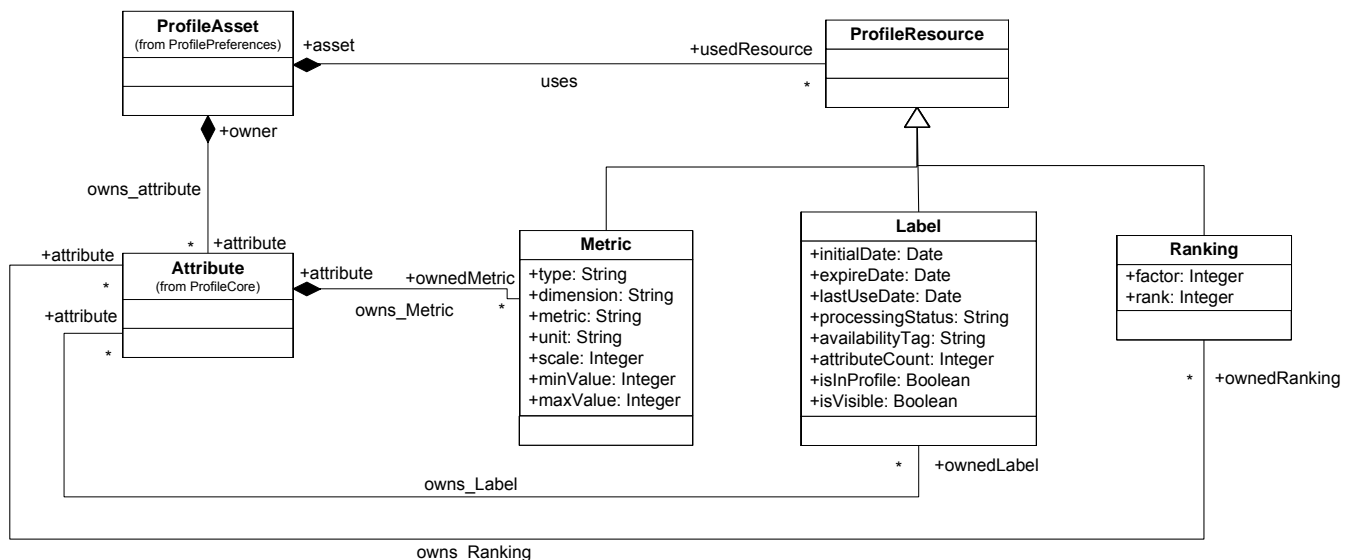 ProfileAsset
(from ProfilePreferences)
+asset
uses
+usedResource
*
ProfileResource
+owner
owns_attribute
*
+attribute
Attribute
(from ProfileCore)
+attribute
*
+attribute
*
+attribute
owns_Metric
+ownedMetric
*
Metric
+type: String
+dimension: String
+metric: String
+unit: String
+scale: Integer
+minValue: Integer
+maxValue: Integer
Label
+initialDate: Date
+expireDate: Date
+lastUseDate: Date
+processingStatus: String
+availabilityTag: String
+attributeCount: Integer
+isInProfile: Boolean
+isVisible: Boolean
Ranking
+factor: Integer
+rank: Integer
*
+ownedRanking
*
+ownedLabel
owns_Label
owns_Ranking